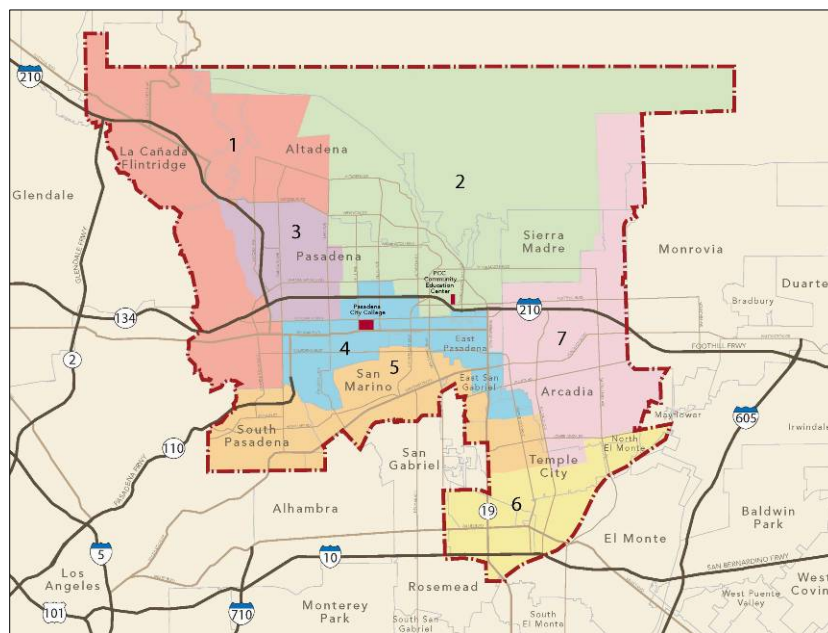 210
1
La Cañada
Flintridge
Altadena
2
Glendale
GLENDALE FRWY
3
Pasadena
Sierra
Madre
Monrovia
PCC
Community
Education
Center
Duarte
Bradbury
134
Pasadena
City College
210
2
4
East
Pasadena
7
FOOTHILL FRWY
5
San
Marino
East San
Gabriel
Arcadia
Mayflower
605
Irwindale
South
Pasadena
110
PASADENA FRWY
San
Gabriel
North
El Monte
Temple
City
Alhambra
19
6
El Monte
Baldwin
Park
5
10
SAN BERNARDINO FRWY
Los
Angeles
Rosemead
West
Covin
West Puente
Valley
101
710
Monterey
Park
South San
Gabriel
South
El Monte